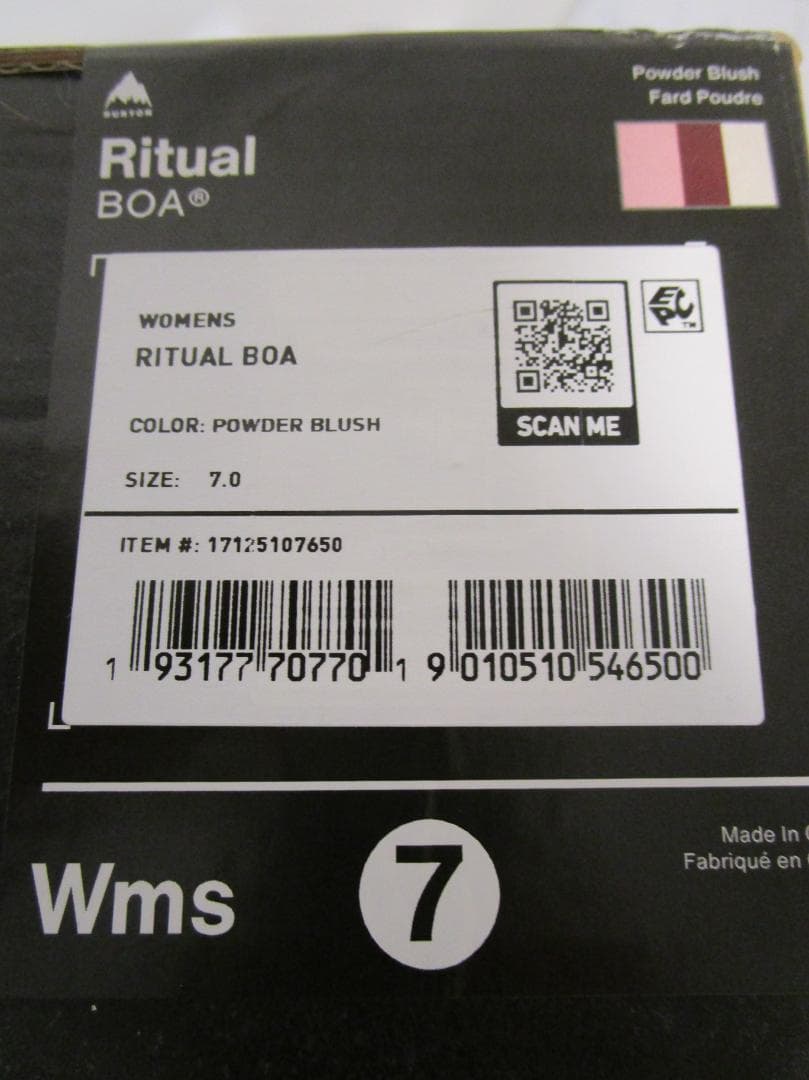 BURTON
Ritual
BOA®
Powder Blush
Fard Poudre
WOMENS
RITUAL BOA
COLOR: POWDER BLUSH
SIZE: 7.0
SCAN ME
EPC™
ITEM #: 17125107650
1 93177 70770 1
9 010510 546500
Wms
7
Made In
Fabriqué en